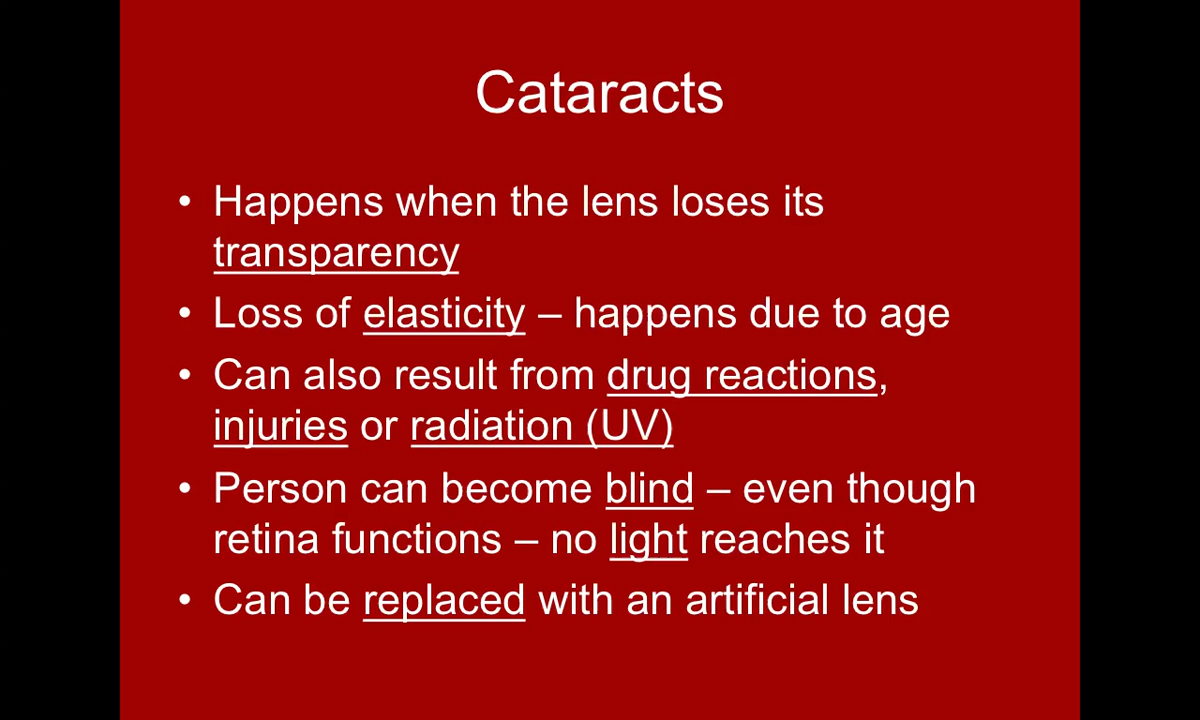 Cataracts
• Happens when the lens loses its
transparency
• Loss of elasticity – happens due to age
• Can also result from drug reactions,
injuries or radiation (UV)
• Person can become blind – even though
retina functions – no light reaches it
• Can be replaced with an artificial lens